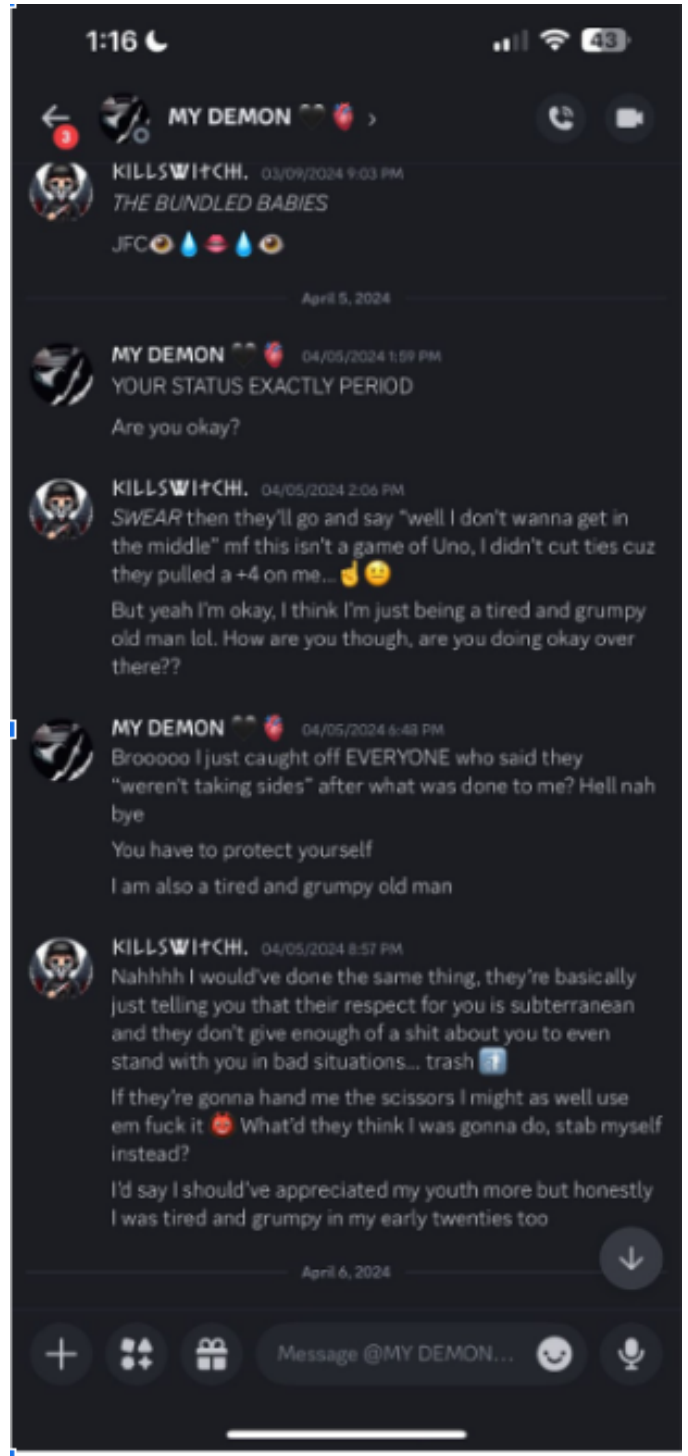 1:16
43
3
MY DEMON 🖤🫀 ›
KILLSWITCH. 03/09/2024 9:03 PM
THE BUNDLED BABIES
JFC👁️💧👄💧👁️
April 5, 2024
MY DEMON 🖤🫀 04/05/2024 1:59 PM
YOUR STATUS EXACTLY PERIOD
Are you okay?
KILLSWITCH. 04/05/2024 2:06 PM
SWEAR then they'll go and say “well I don't wanna get in
the middle” mf this isn't a game of Uno, I didn't cut ties cuz
they pulled a +4 on me...☝️😐
But yeah I'm okay, I think I'm just being a tired and grumpy
old man lol. How are you though, are you doing okay over
there??
MY DEMON 🖤🫀 04/05/2024 6:48 PM
Brooooo I just caught off EVERYONE who said they
“weren't taking sides” after what was done to me? Hell nah
bye
You have to protect yourself
I am also a tired and grumpy old man
KILLSWITCH. 04/05/2024 8:57 PM
Nahhhh I would've done the same thing, they're basically
just telling you that their respect for you is subterranean
and they don't give enough of a shit about you to even
stand with you in bad situations... trash 🚮
If they're gonna hand me the scissors I might as well use
em fuck it 👹 What'd they think I was gonna do, stab myself
instead?
I'd say I should've appreciated my youth more but honestly
I was tired and grumpy in my early twenties too
April 6, 2024
Message @MY DEMON...